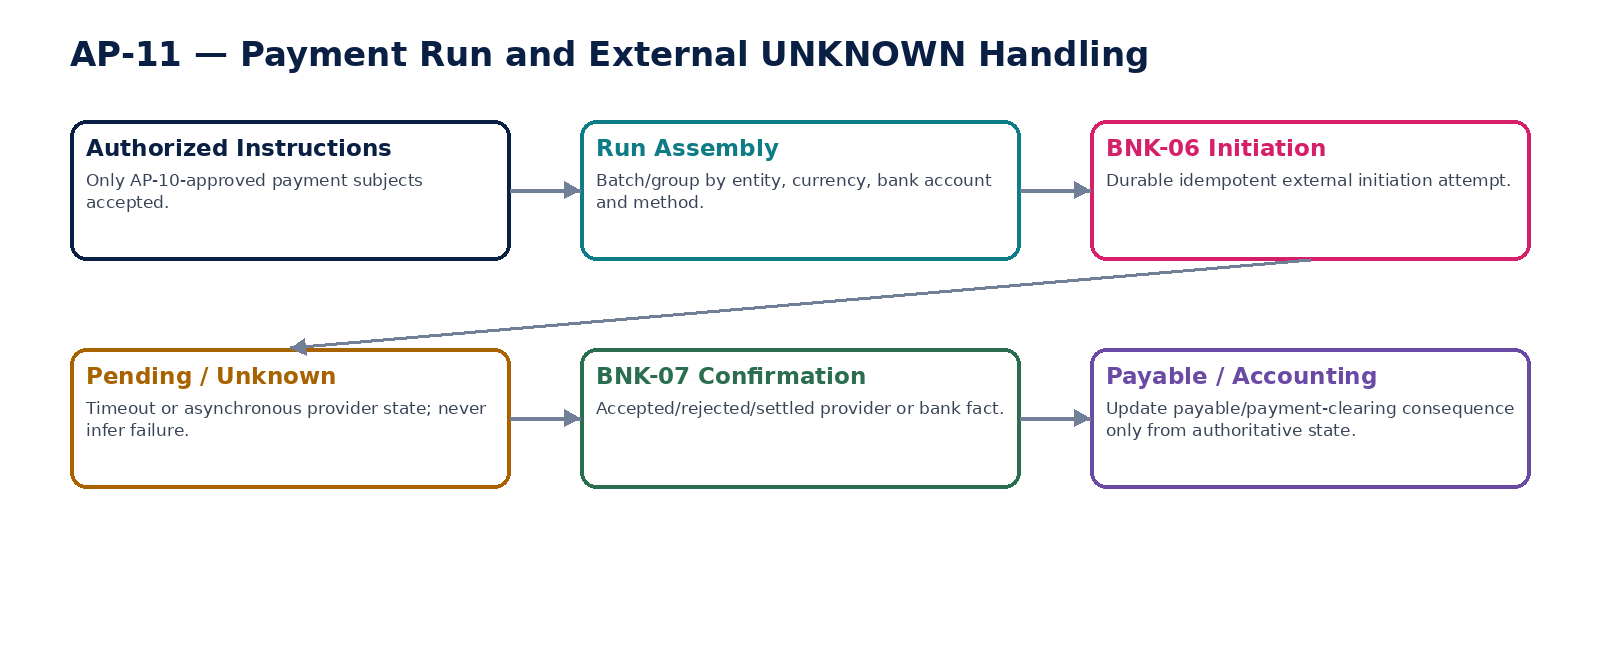 AP-11 — Payment Run and External UNKNOWN Handling
Authorized Instructions
Only AP-10-approved payment subjects
accepted.
Run Assembly
Batch/group by entity, currency, bank account
and method.
BNK-06 Initiation
Durable idempotent external initiation attempt.
Pending / Unknown
Timeout or asynchronous provider state; never
infer failure.
BNK-07 Confirmation
Accepted/rejected/settled provider or bank fact.
Payable / Accounting
Update payable/payment-clearing consequence
only from authoritative state.